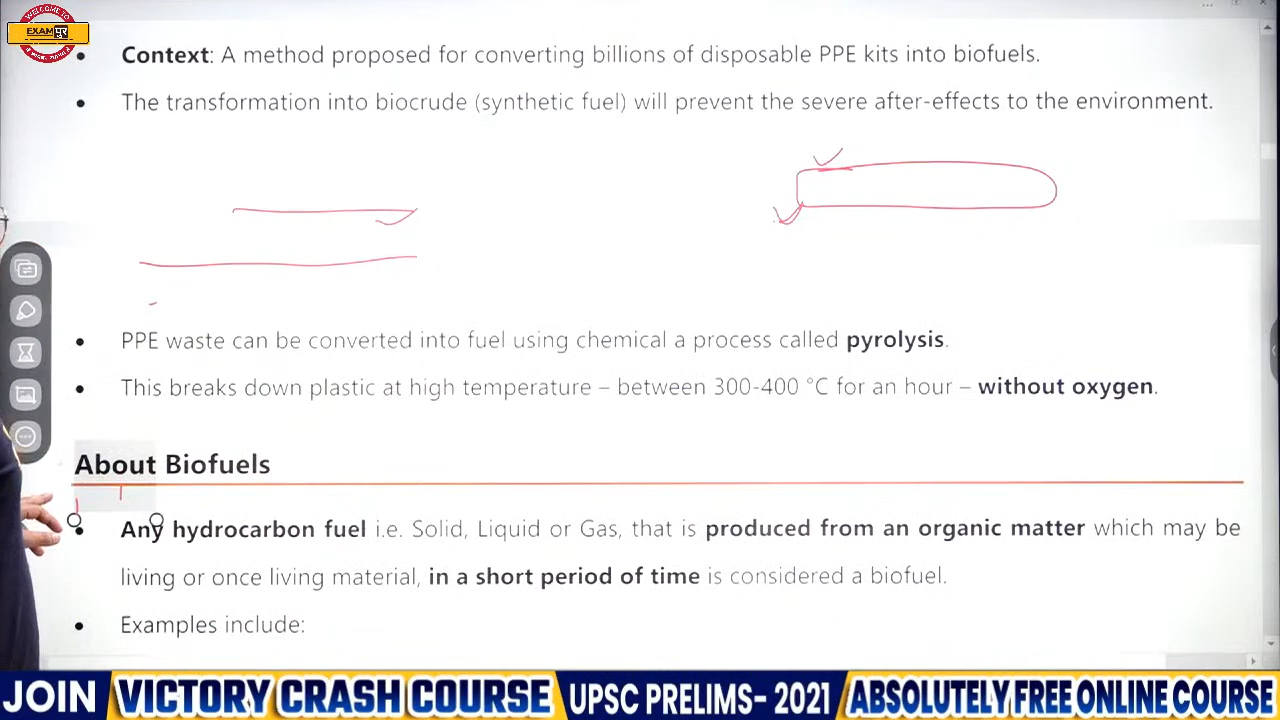 WELCOME TO
EXAM पुर
• Context: A method proposed for converting billions of disposable PPE kits into biofuels.
• The transformation into biocrude (synthetic fuel) will prevent the severe after-effects to the environment.
• PPE waste can be converted into fuel using chemical a process called pyrolysis.
• This breaks down plastic at high temperature – between 300-400 °C for an hour – without oxygen.
About Biofuels
• Any hydrocarbon fuel i.e. Solid, Liquid or Gas, that is produced from an organic matter which may be
living or once living material, in a short period of time is considered a biofuel.
• Examples include:
JOIN VICTORY CRASH COURSE UPSC PRELIMS- 2021 ABSOLUTELY FREE ONLINE COURSE